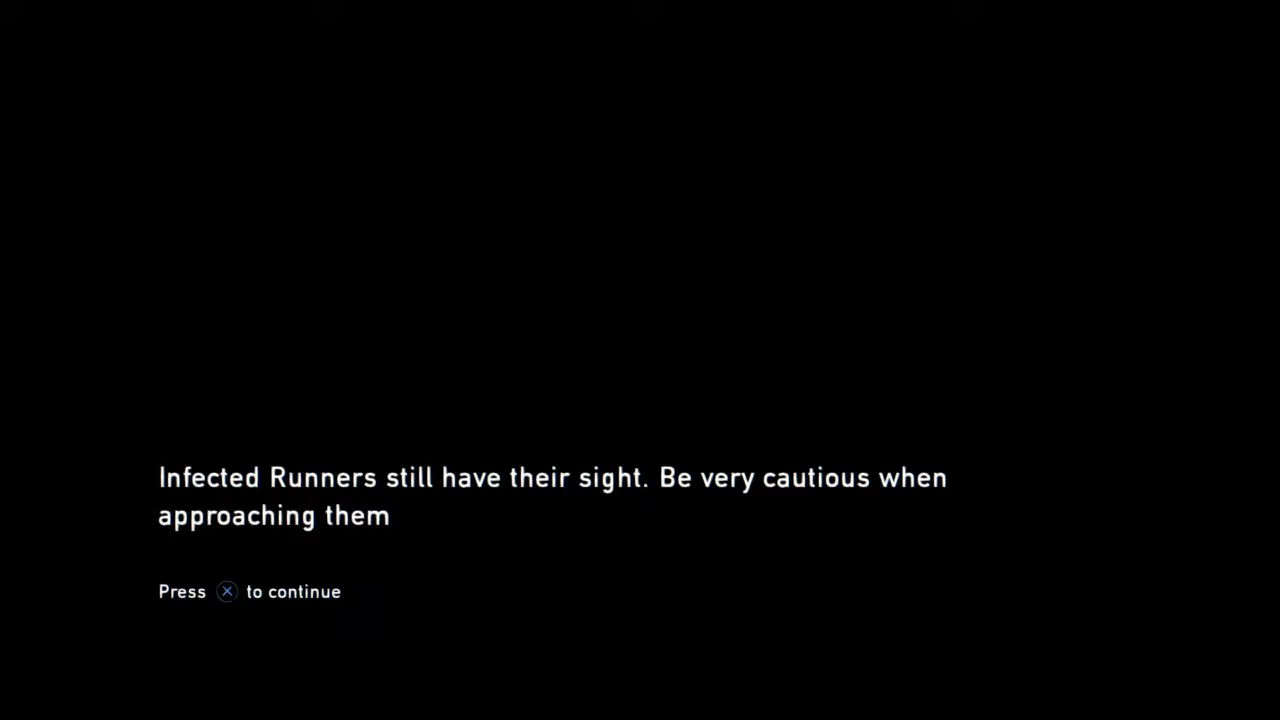 Infected Runners still have their sight. Be very cautious when
approaching them
Press ⓧ to continue